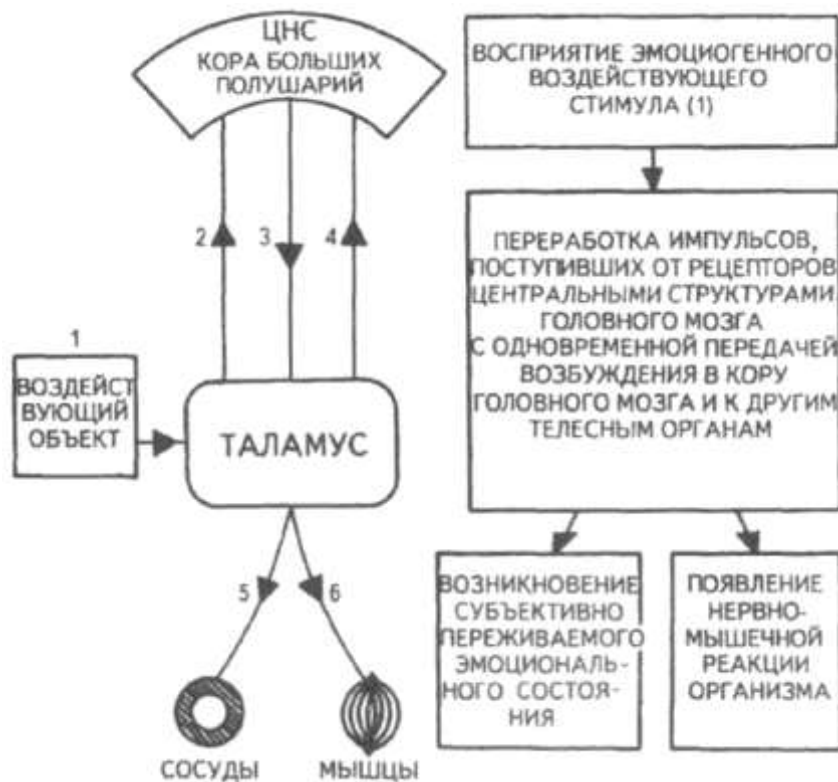 ЦНС
КОРА БОЛЬШИХ
ПОЛУШАРИЙ
2
3
4
1
ВОЗДЕЙСТ
ВУЮЩИЙ
ОБЪЕКТ
ТАЛАМУС
5
6
СОСУДЫ
МЫШЦЫ
ВОСПРИЯТИЕ ЭМОЦИОГЕННОГО
ВОЗДЕЙСТВУЮЩЕГО
СТИМУЛА (1)
ПЕРЕРАБОТКА ИМПУЛЬСОВ,
ПОСТУПИВШИХ ОТ РЕЦЕПТОРОВ
ЦЕНТРАЛЬНЫМИ СТРУКТУРАМИ
ГОЛОВНОГО МОЗГА
С ОДНОВРЕМЕННОЙ ПЕРЕДАЧЕЙ
ВОЗБУЖДЕНИЯ В КОРУ
ГОЛОВНОГО МОЗГА И К ДРУГИМ
ТЕЛЕСНЫМ ОРГАНАМ
ВОЗНИКНОВЕНИЕ
СУБЪЕКТИВНО
ПЕРЕЖИВАЕМОГО
ЭМОЦИОНАЛЬ-
НОГО СОСТОЯ-
НИЯ
ПОЯВЛЕНИЕ
НЕРВНО-
МЫШЕЧНОЙ
РЕАКЦИИ
ОРГАНИЗМА